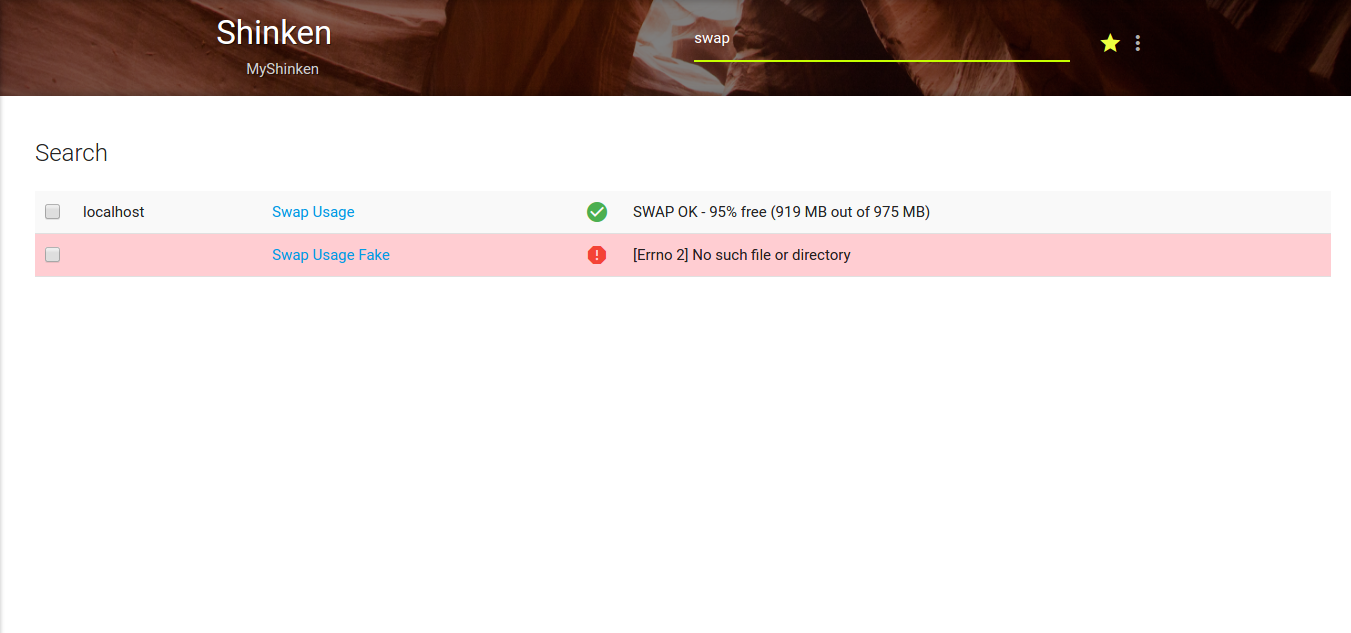 Shinken
MyShinken
swap
Search
localhost Swap Usage SWAP OK - 95% free (919 MB out of 975 MB)
Swap Usage Fake [Errno 2] No such file or directory